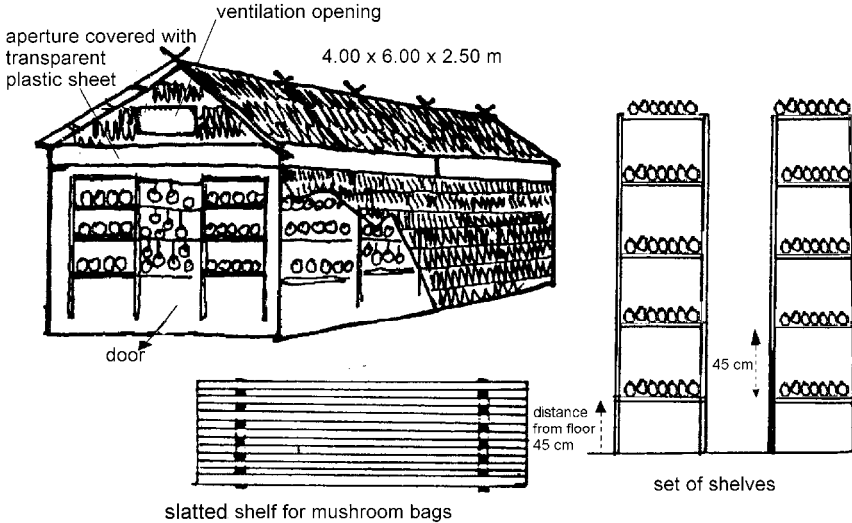 ventilation opening
aperture covered with
transparent
plastic sheet
4.00 x 6.00 x 2.50 m
door
45 cm
distance
from floor
45 cm
set of shelves
slatted shelf for mushroom bags